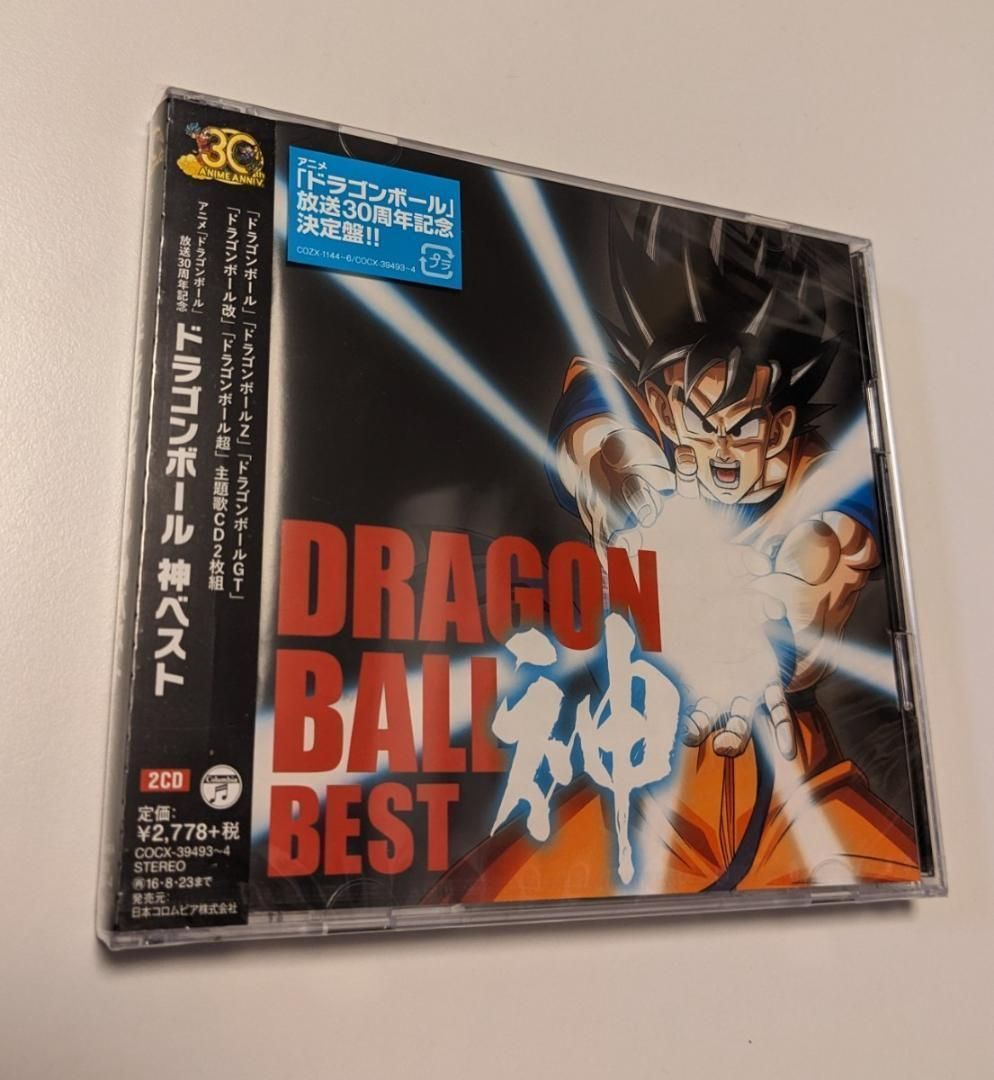 30th
ANIME ANNIV.
「ドラゴンボール」「ドラゴンボールZ」「ドラゴンボールGT」
「ドラゴンボール改」「ドラゴンボール超」主題歌CD2枚組
アニメ「ドラゴンボール」
放送30周年記念
ドラゴンボール 神ベスト
2CD
Columbia
定価:
¥2,778+税
COCX-39493~4
STEREO
再16・8・23まで
発売元:
日本コロムビア株式会社
アニメ
「ドラゴンボール」
放送30周年記念
決定盤!!
COZX-1144~6/COCX-39493~4
プラ
DRAGON
BALL
神
BEST